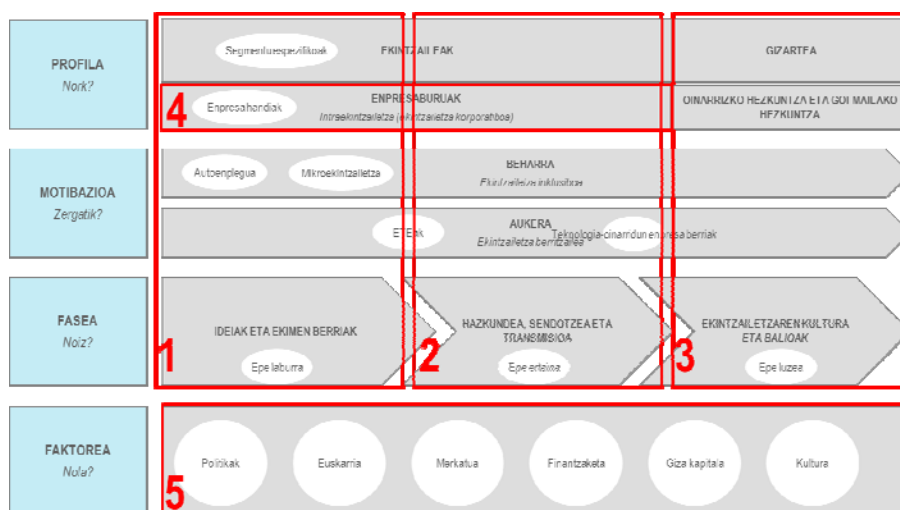 PROFILA
Nork?
Segmentu espezifikoak
EKINTZAILEAK
GIZARTEA
4
Enpresa handiak
ENPRESABURUAK
Intraekintzailetza (ekintzailetza korporatiboa)
OINARRIZKO HEZKUNTZA ETA GOI MAILAKO
HEZKUNTZA
MOTIBAZIOA
Zergatik?
Autoenplegua
Mikroekintzailetza
BEHARRA
Ekintzailetza inklusiboa
AUKERA
Ekintzailetza berritzailea
ETEak
Teknologia-oinarridun enpresa berriak
FASEA
Noiz?
1
IDEIAK ETA EKIMEN BERRIAK
Epe laburra
2
HAZKUNDEA, SENDOTZEA ETA
TRANSMISIOA
Epe ertaina
3
EKINTZAILETZAREN KULTURA
ETA BALIOAK
Epe luzea
FAKTOREA
Nola?
5
Politikak
Euskarria
Merkatua
Finantzaketa
Giza kapitala
Kultura